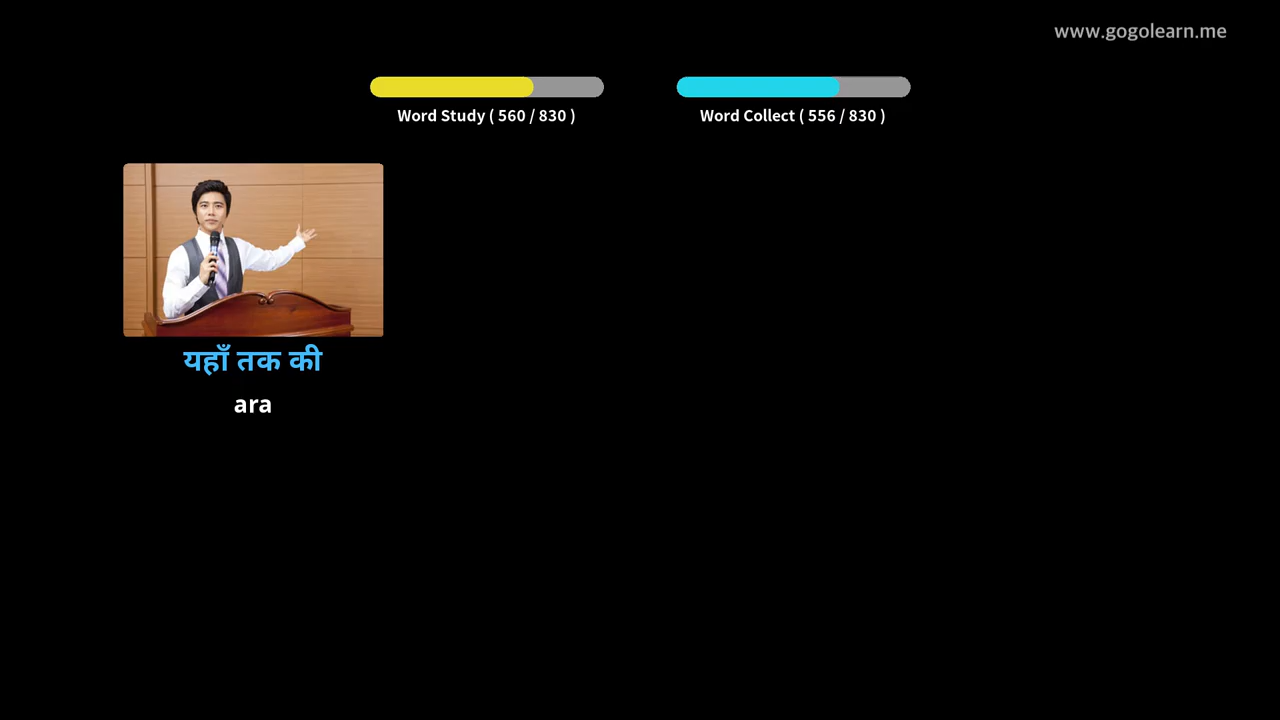 www.gogolearn.me
Word Study ( 560 / 830 )
Word Collect ( 556 / 830 )
यहाँ तक की
ara